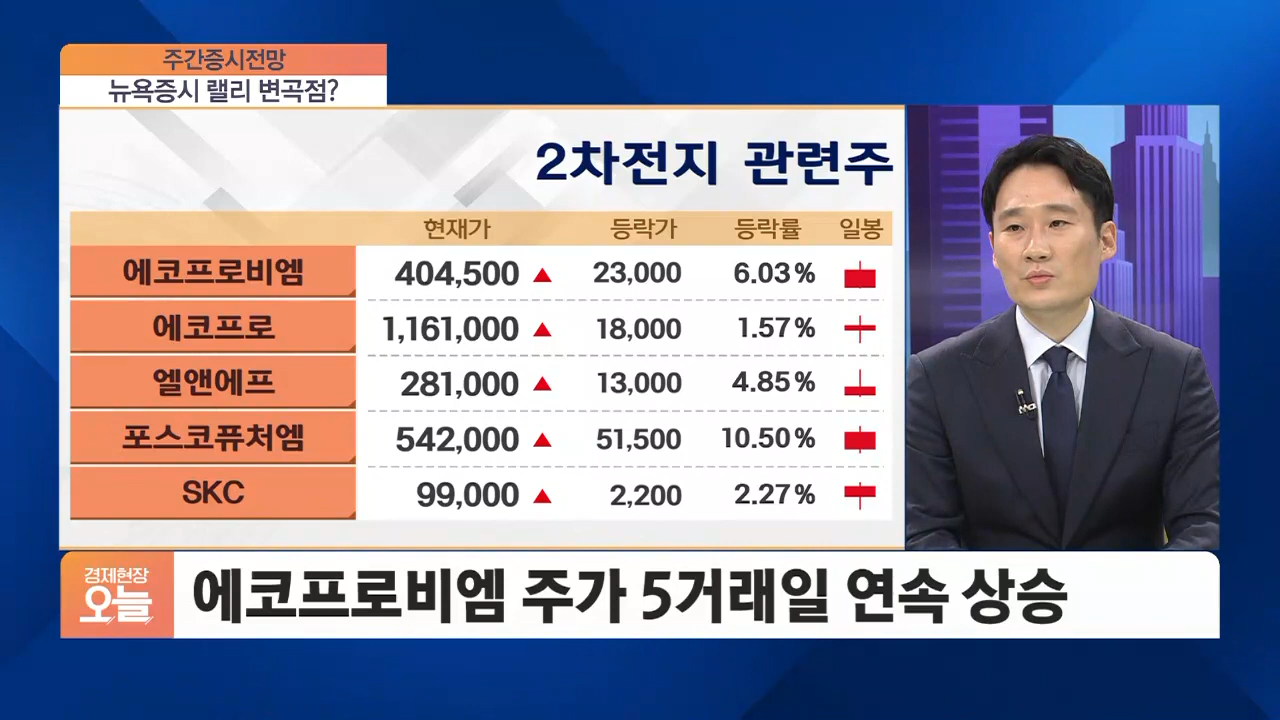 주간증시전망
뉴욕증시 랠리 변곡점?
2차전지 관련주
현재가 등락가 등락률 일봉
에코프로비엠 404,500 ▲ 23,000 6.03%
에코프로 1,161,000 ▲ 18,000 1.57%
엘앤에프 281,000 ▲ 13,000 4.85%
포스코퓨처엠 542,000 ▲ 51,500 10.50%
SKC 99,000 ▲ 2,200 2.27%
경제현장
오늘
에코프로비엠 주가 5거래일 연속 상승